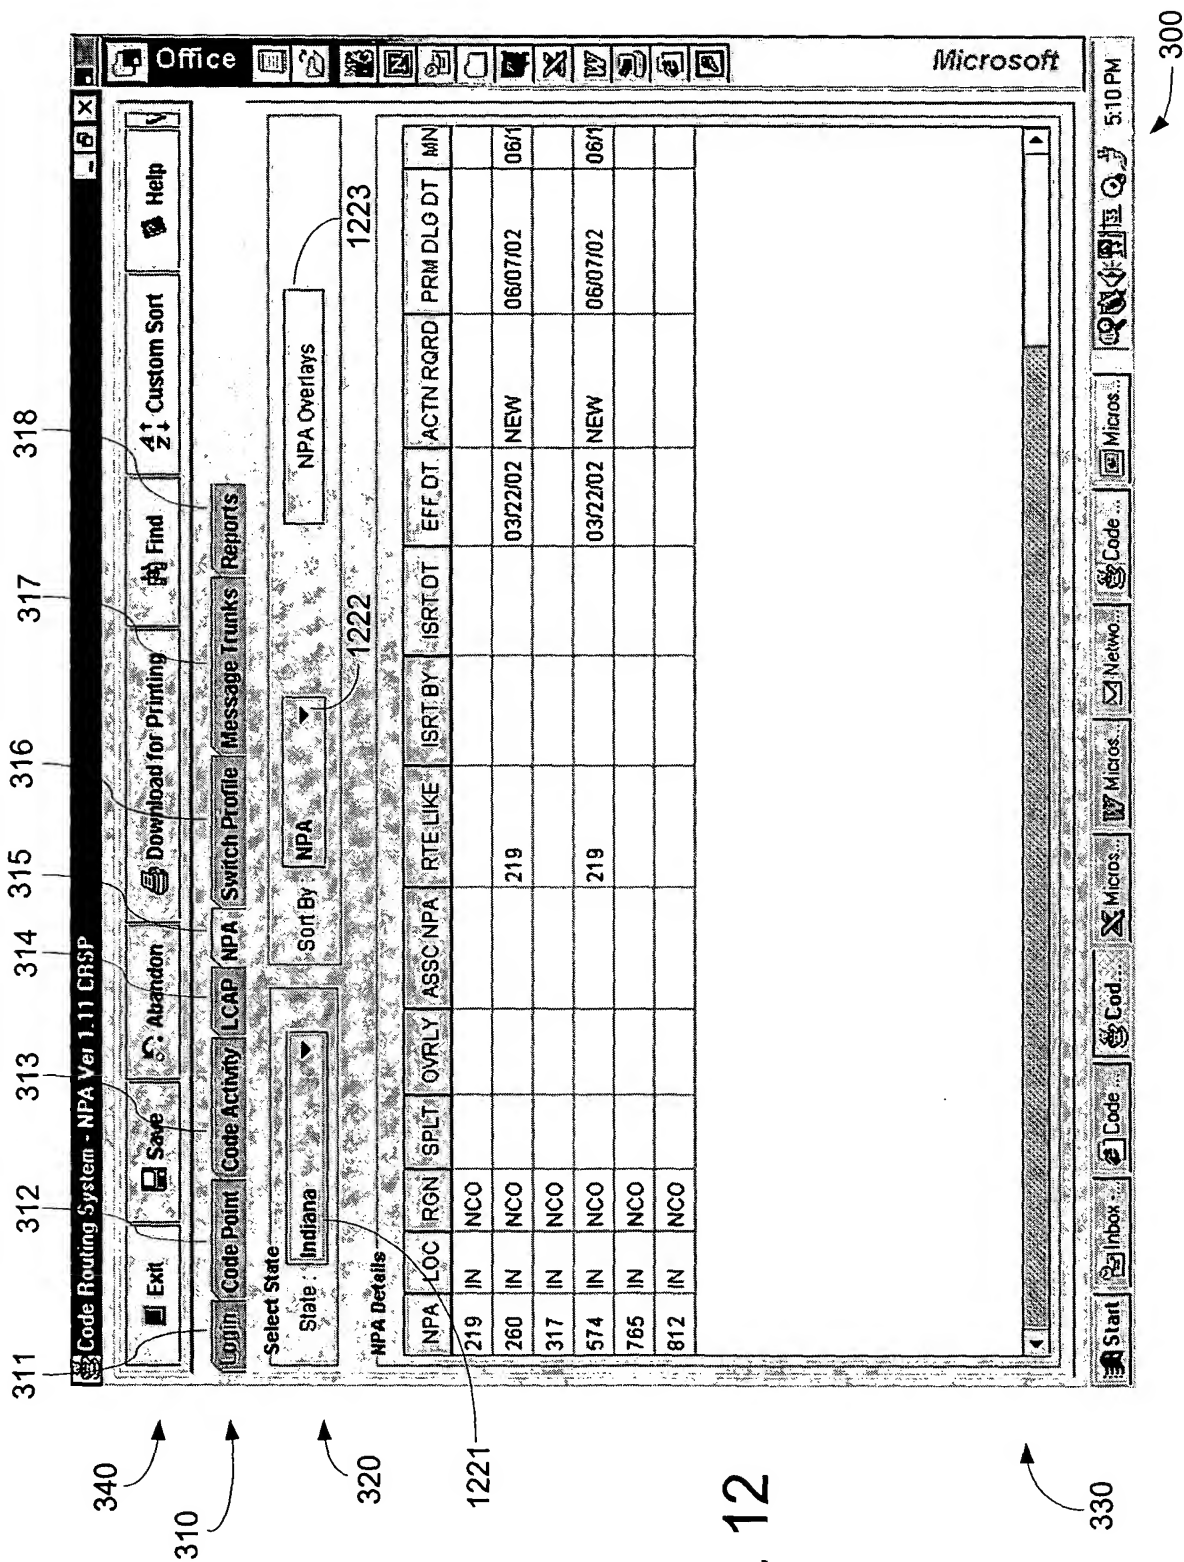 311 312 313 314 315 316 317 318
Code Routing System - NPA Ver 1.11 CRSP
Office
Exit Save Abandon Download for Printing Find Custom Sort Help
340
Login Code Point Code Activity LCAP NPA Switch Profile Message Trunks Reports
310
Select State
State : Indiana Sort By : NPA NPA Overlays
320
1221 1222 1223
NPA Details
NPA LOC RGN SPLT OVRLY ASSC NPA RTE LIKE ISRT BY ISRT DT EFF DT ACTN RQRD PRM DLG DT MN
219 IN NCO
260 IN NCO 219 03/22/02 NEW 06/07/02 06/1
317 IN NCO
574 IN NCO 219 03/22/02 NEW 06/07/02 06/1
765 IN NCO
812 IN NCO
12
Microsoft
330
Start Inbox -... Code ... Cod... Micros... Micros... Netwo... Code ... Micros... 5:10 PM
300